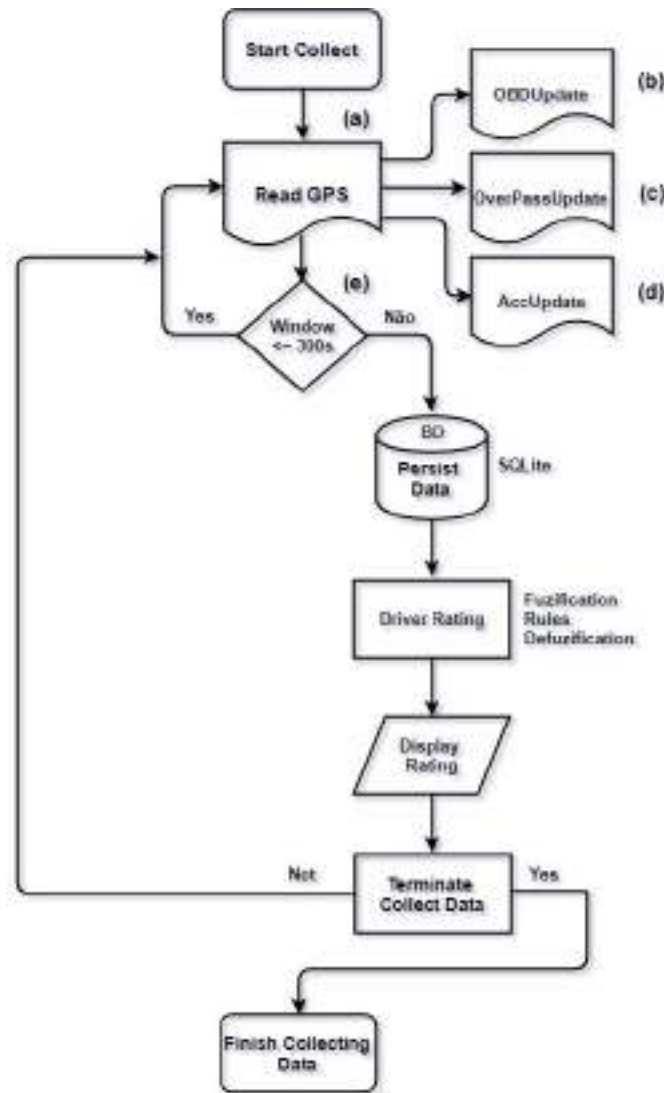 Start Collect
(a)
OBDUpdate
(b)
Read GPS
OverPassUpdate
(c)
AccUpdate
(d)
(e)
Yes
Window
<= 300s
Não
BD
Persist
Data
SQLite
Driver Rating
Fuzification
Rules
Defuzification
Display
Rating
Not
Terminate
Collect Data
Yes
Finish Collecting
Data